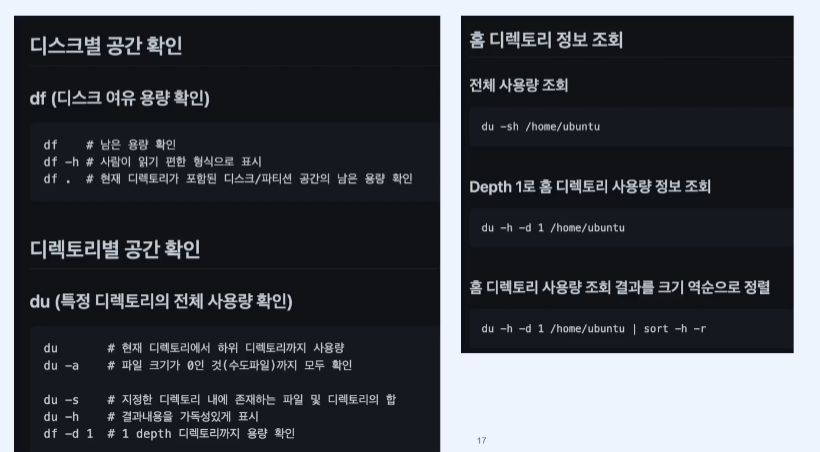 디스크별 공간 확인
df (디스크 여유 용량 확인)
df    # 남은 용량 확인
df -h # 사람이 읽기 편한 형식으로 표시
df .  # 현재 디렉토리가 포함된 디스크/파티션 공간의 남은 용량 확인
디렉토리별 공간 확인
du (특정 디렉토리의 전체 사용량 확인)
du       # 현재 디렉토리에서 하위 디렉토리까지 사용량
du -a    # 파일 크기가 0인 것(수도파일)까지 모두 확인
du -s    # 지정한 디렉토리 내에 존재하는 파일 및 디렉토리의 합
du -h    # 결과내용을 가독성있게 표시
df -d 1  # 1 depth 디렉토리까지 용량 확인
홈 디렉토리 정보 조회
전체 사용량 조회
du -sh /home/ubuntu
Depth 1로 홈 디렉토리 사용량 정보 조회
du -h -d 1 /home/ubuntu
홈 디렉토리 사용량 조회 결과를 크기 역순으로 정렬
du -h -d 1 /home/ubuntu | sort -h -r
17